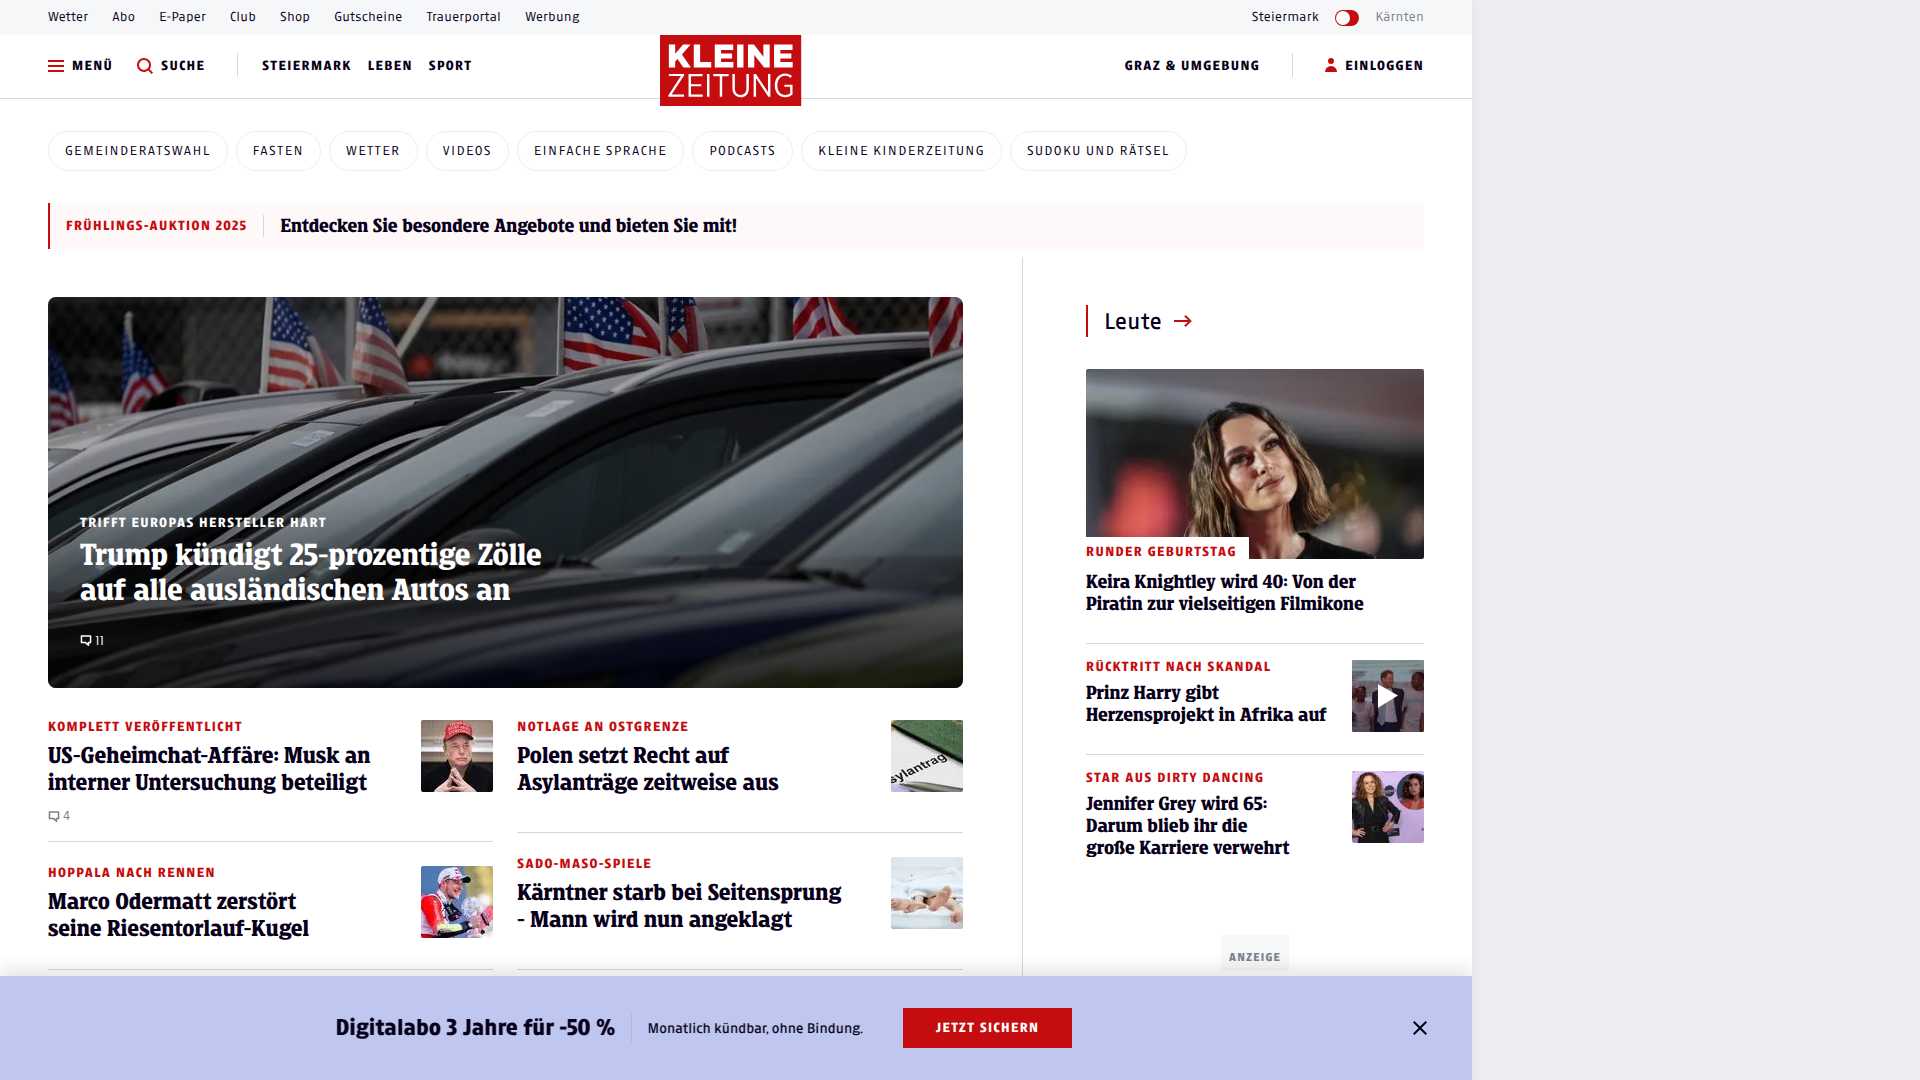 Wetter Abo E-Paper Club Shop Gutscheine Trauerportal Werbung Steiermark Kärnten
MENÜ SUCHE STEIERMARK LEBEN SPORT
KLEINE
ZEITUNG
GRAZ & UMGEBUNG EINLOGGEN
GEMEINDERATSWAHL FASTEN WETTER VIDEOS EINFACHE SPRACHE PODCASTS KLEINE KINDERZEITUNG SUDOKU UND RÄTSEL
FRÜHLINGS-AUKTION 2025 Entdecken Sie besondere Angebote und bieten Sie mit!
TRIFFT EUROPAS HERSTELLER HART
Trump kündigt 25-prozentige Zölle
auf alle ausländischen Autos an
11
KOMPLETT VERÖFFENTLICHT
US-Geheimchat-Affäre: Musk an
interner Untersuchung beteiligt
4
HOPPALA NACH RENNEN
Marco Odermatt zerstört
seine Riesentorlauf-Kugel
NOTLAGE AN OSTGRENZE
Polen setzt Recht auf
Asylanträge zeitweise aus
sylantrag
SADO-MASO-SPIELE
Kärntner starb bei Seitensprung
- Mann wird nun angeklagt
Leute
RUNDER GEBURTSTAG
Keira Knightley wird 40: Von der
Piratin zur vielseitigen Filmikone
RÜCKTRITT NACH SKANDAL
Prinz Harry gibt
Herzensprojekt in Afrika auf
STAR AUS DIRTY DANCING
Jennifer Grey wird 65:
Darum blieb ihr die
große Karriere verwehrt
ANZEIGE
Digitalabo 3 Jahre für -50 % Monatlich kündbar, ohne Bindung. JETZT SICHERN